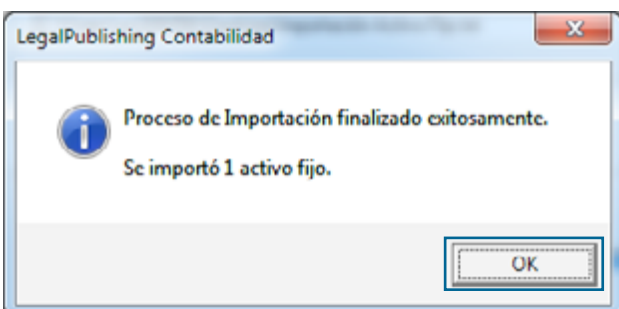 LegalPublishing Contabilidad
Proceso de Importación finalizado exitosamente.
Se importó 1 activo fijo.
OK